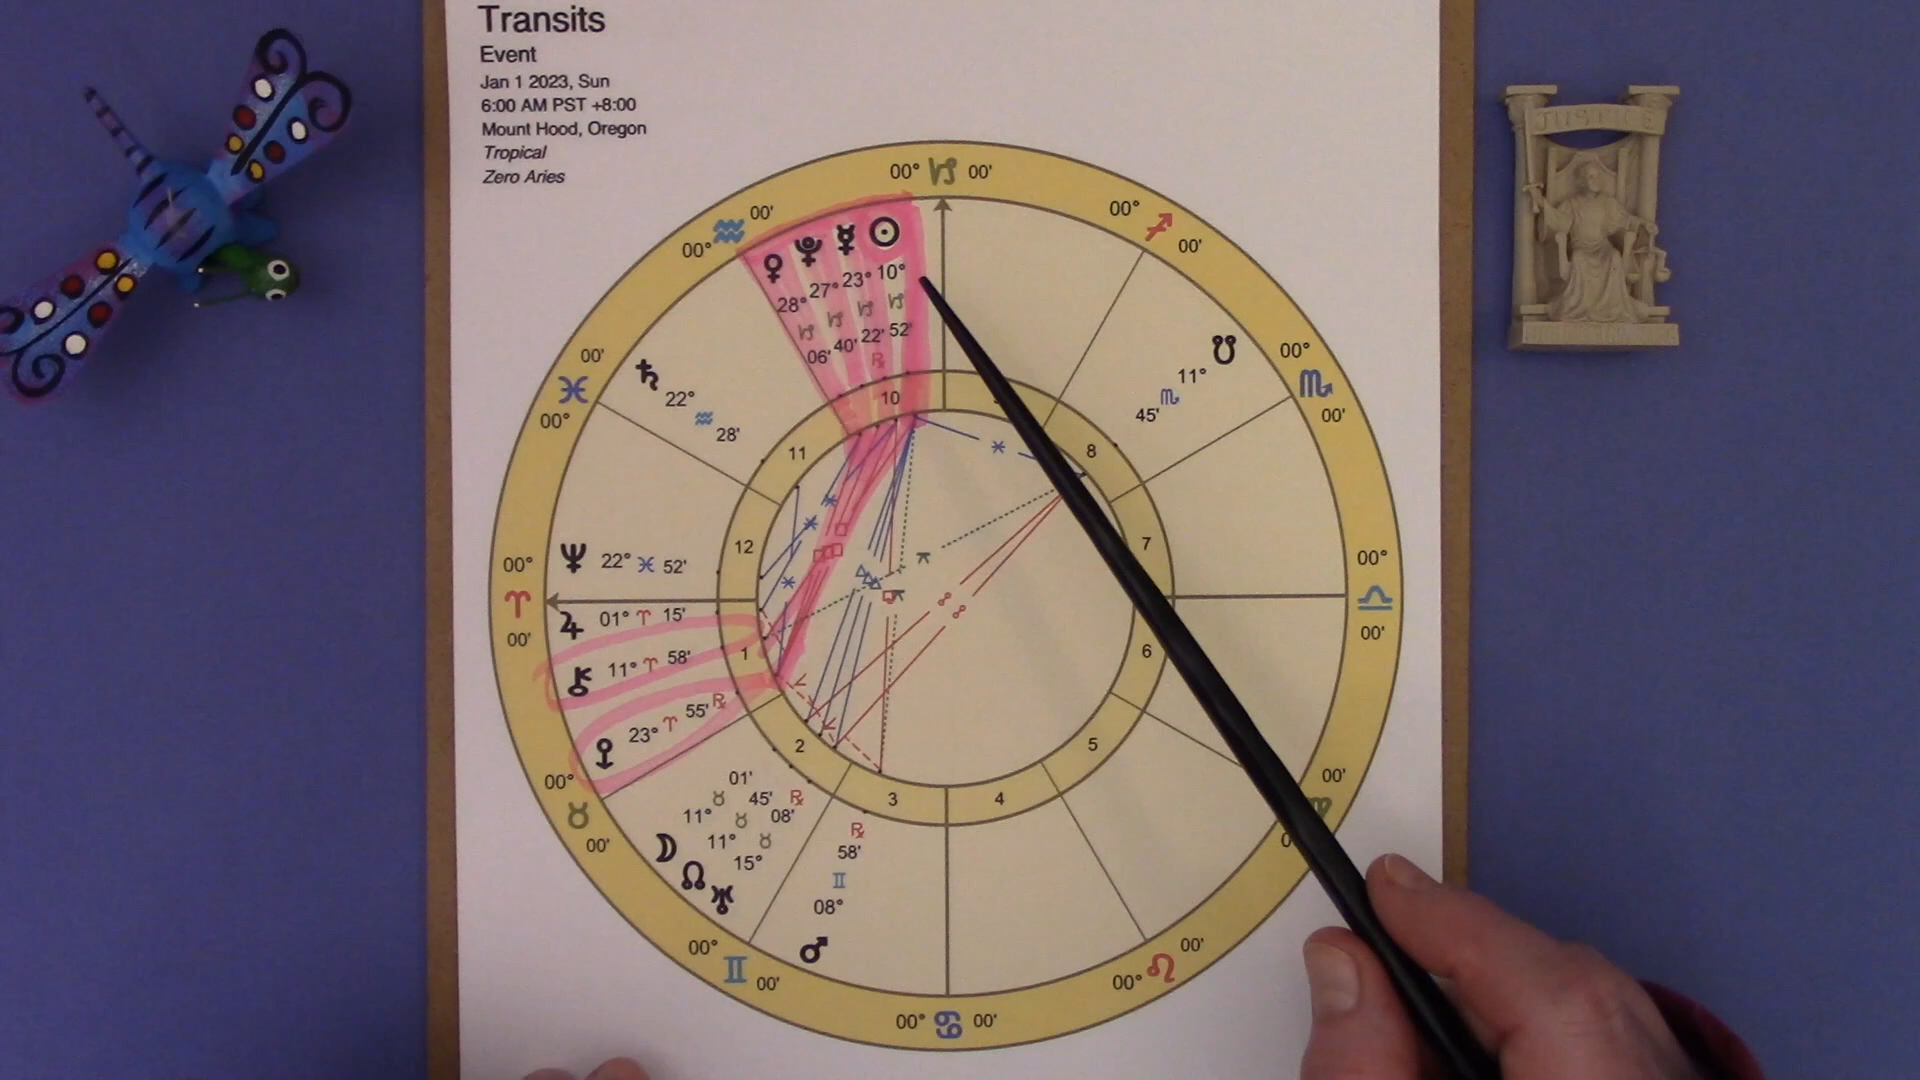 Transits
Event
Jan 1 2023, Sun
6:00 AM PST +8:00
Mount Hood, Oregon
Tropical
Zero Aries
00° ♑ 00'
00° ♐ 00'
00° ♏ 00'
00° ♎ 00'
00'
00° ♌ 00'
00° ♋ 00'
00° ♊ 00'
00° ♉ 00'
00° ♈ 00'
00° ♓ 00'
00° ♒ 00'
☉ 10° ♑ 52'
☿ 23° ♑ 22' ℞
♇ 27° ♑ 40'
♀ 28° ♑ 06'
♄ 22° ♒ 28'
♆ 22° ♓ 52'
♃ 01° ♈ 15'
⚷ 11° ♈ 58'
23° ♈ 55' ℞
☽ 11° ♉ 01'
☊ 11° ♉ 45'
♅ 15° ♉ 08' ℞
♂ 08° ♊ 58' ℞
☋ 11° ♏ 45'
1
2
3
4
5
6
7
8
10
11
12
JUSTICE